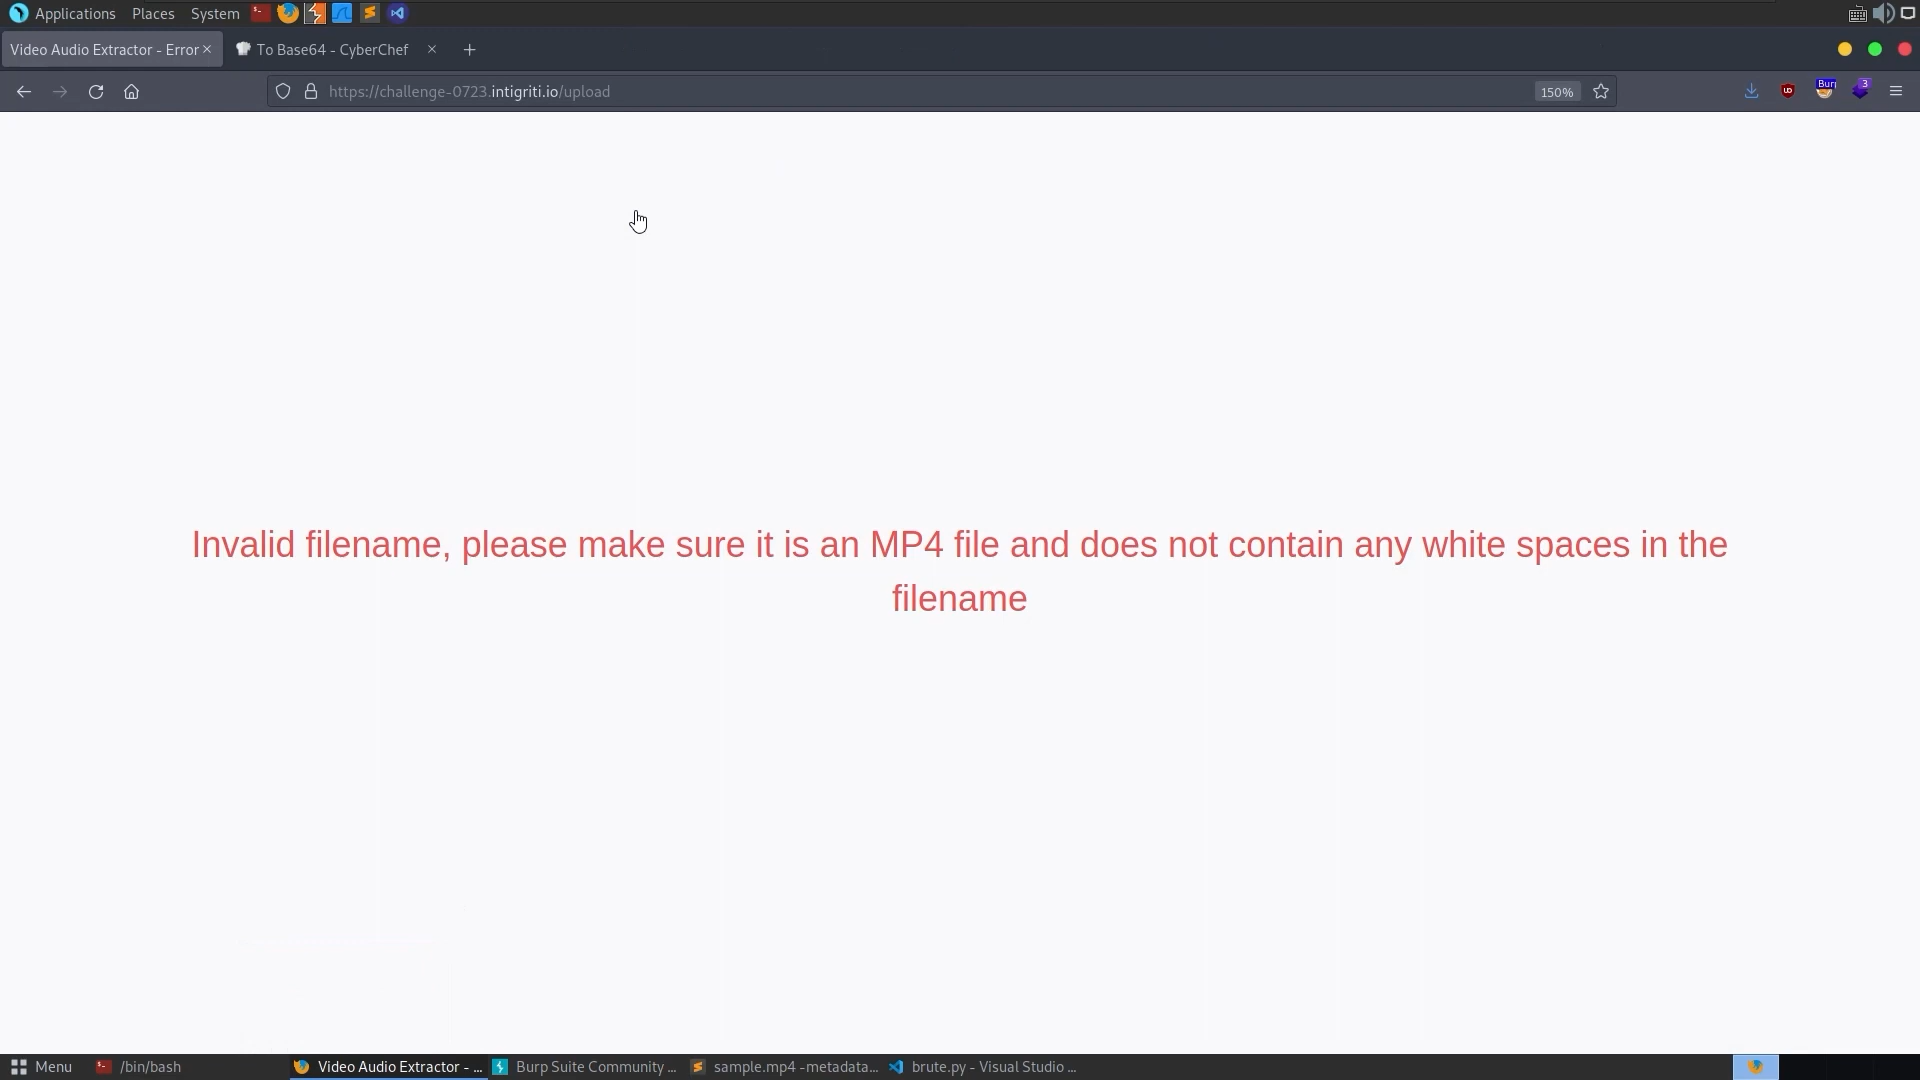 Applications Places System
Video Audio Extractor - Error To Base64 - CyberChef
https://challenge-0723.intigriti.io/upload 150% Burp 3
Invalid filename, please make sure it is an MP4 file and does not contain any white spaces in the
filename
Menu /bin/bash Video Audio Extractor - ... Burp Suite Community ... sample.mp4 -metadata... brute.py - Visual Studio ...